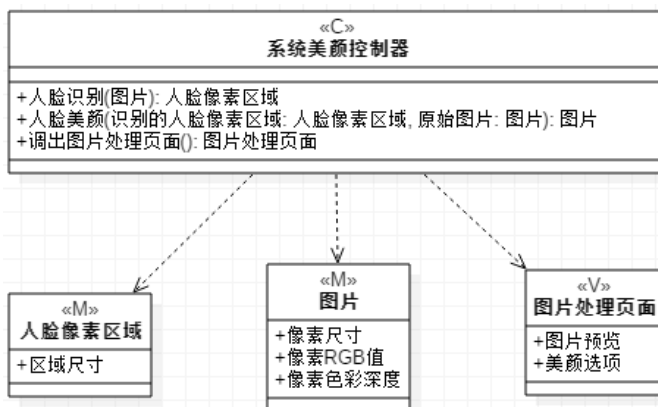 «C»
系统美颜控制器
+人脸识别(图片): 人脸像素区域
+人脸美颜(识别的人脸像素区域: 人脸像素区域, 原始图片: 图片): 图片
+调出图片处理页面(): 图片处理页面
«M»
人脸像素区域
+区域尺寸
«M»
图片
+像素尺寸
+像素RGB值
+像素色彩深度
«V»
图片处理页面
+图片预览
+美颜选项